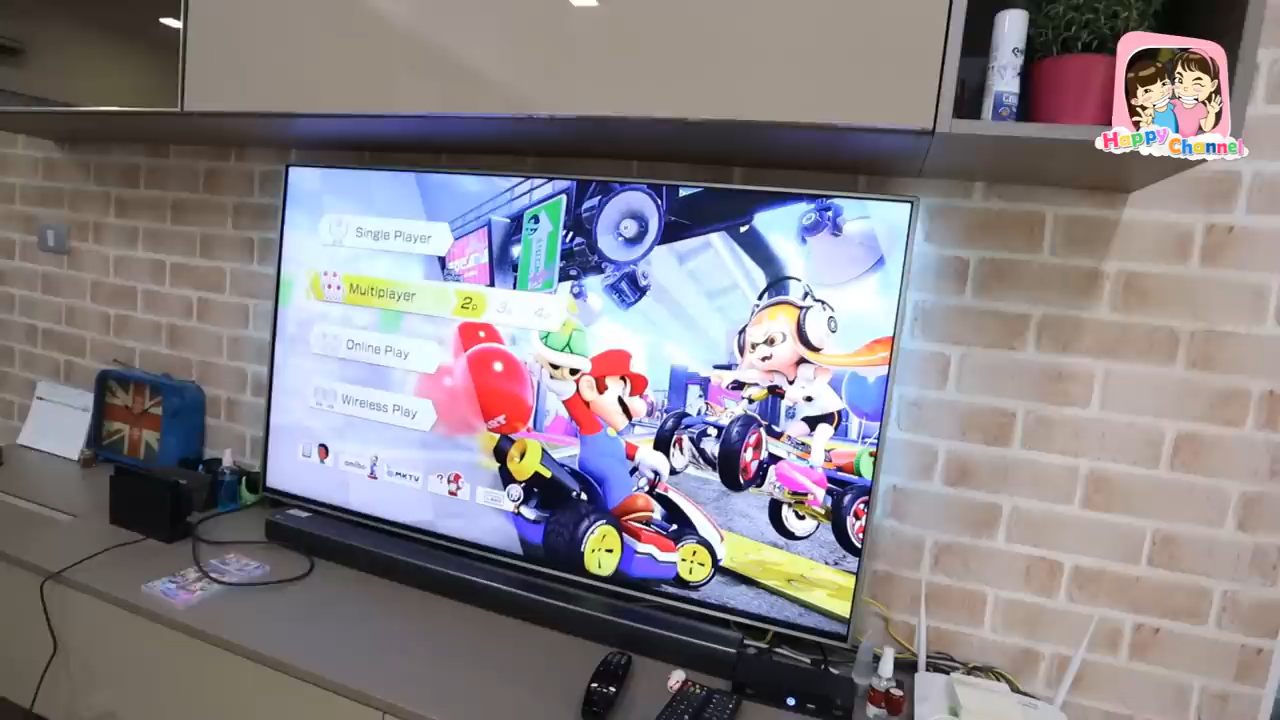 Happy Channel
Single Player
Multiplayer 2p 3p 4p
Online Play
Wireless Play
amiibo
MKTV
?